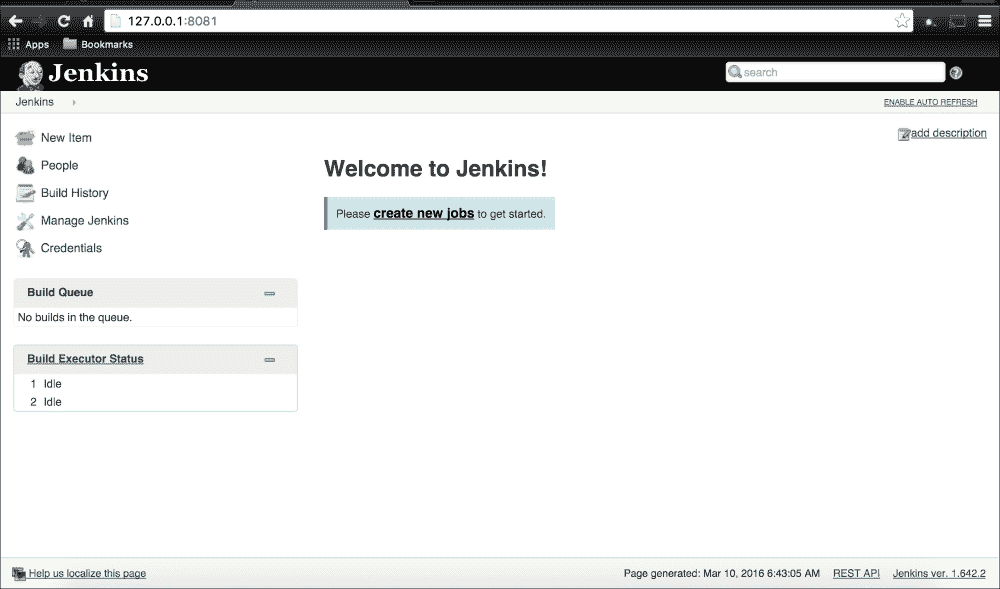 127.0.0.1:8081
Apps Bookmarks
Jenkins
search
Jenkins
ENABLE AUTO REFRESH
New Item
People
Build History
Manage Jenkins
Credentials
Build Queue
No builds in the queue.
Build Executor Status
1 Idle
2 Idle
add description
Welcome to Jenkins!
Please create new jobs to get started.
Help us localize this page
Page generated: Mar 10, 2016 6:43:05 AM REST API Jenkins ver. 1.642.2